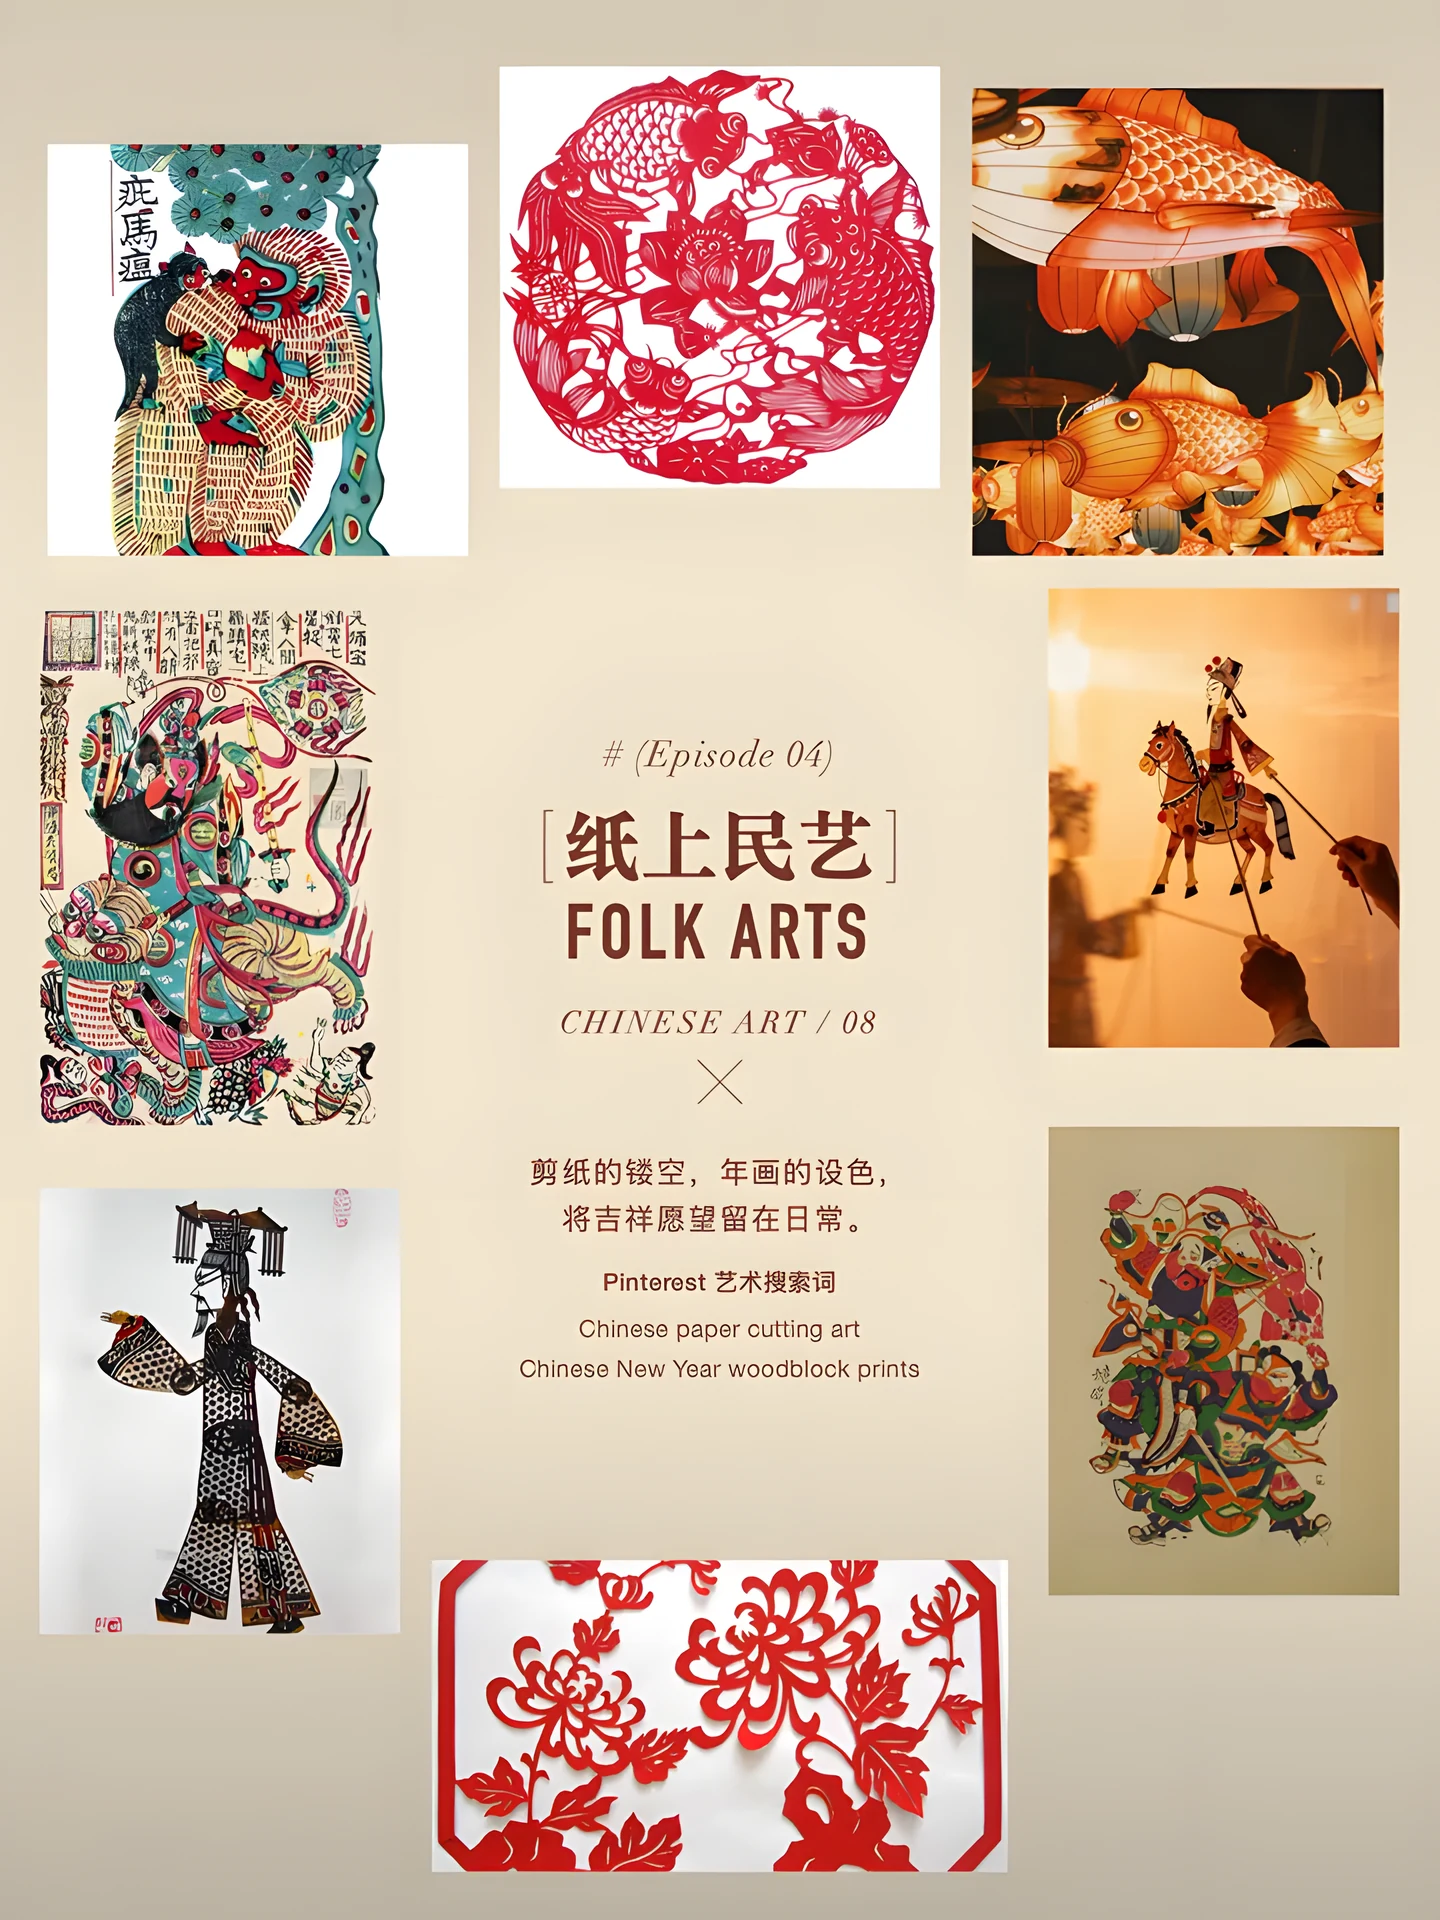 疪馬瘟
# (Episode 04)
[纸上民艺]
FOLK ARTS
CHINESE ART / 08
剪纸的镂空，年画的设色，
将吉祥愿望留在日常。
Pinterest 艺术搜索词
Chinese paper cutting art
Chinese New Year woodblock prints